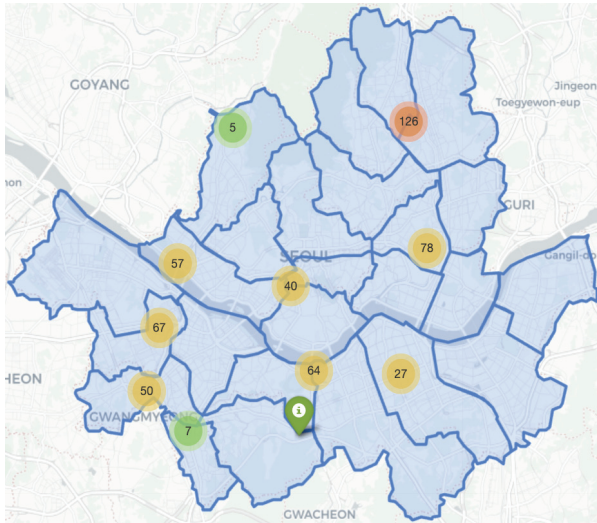 GOYANG
Jingeon
Toegyewon-eup
126
5
GURI
non
78
SEOUL
Gangil-do
57
40
67
64
27
HEON
50
GWANGMYEONG
i
7
GWACHEON